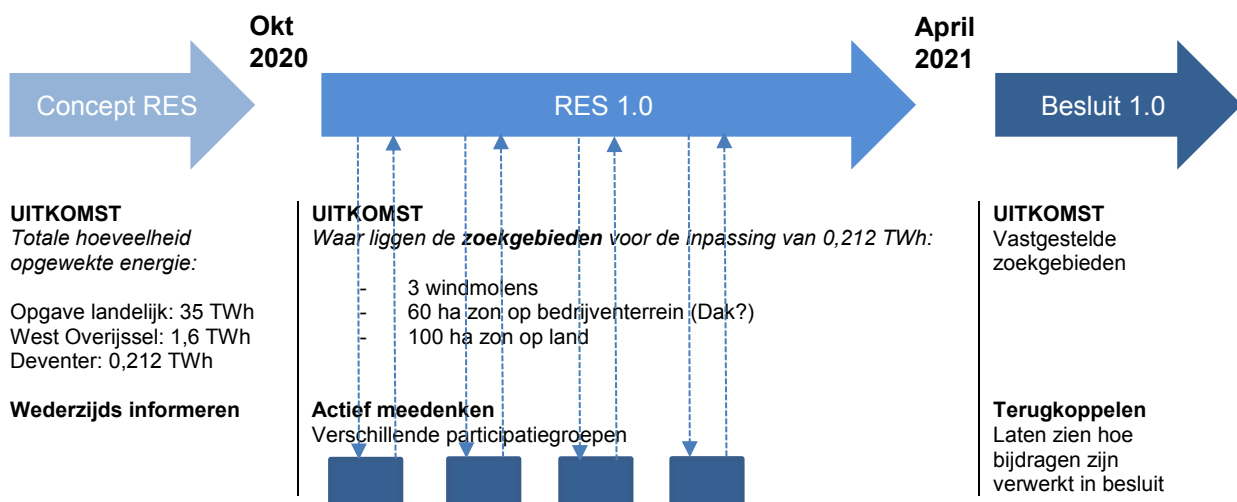 Okt
2020
April
2021
Concept RES
RES 1.0
Besluit 1.0
UITKOMST
Totale hoeveelheid
opgewekte energie:
Opgave landelijk: 35 TWh
West Overijssel: 1,6 TWh
Deventer: 0,212 TWh
Wederzijds informeren
UITKOMST
Waar liggen de zoekgebieden voor de inpassing van 0,212 TWh:
- 3 windmolens
- 60 ha zon op bedrijventerrein (Dak?)
- 100 ha zon op land
Actief meedenken
Verschillende participatiegroepen
UITKOMST
Vastgestelde
zoekgebieden
Terugkoppelen
Laten zien hoe
bijdragen zijn
verwerkt in besluit